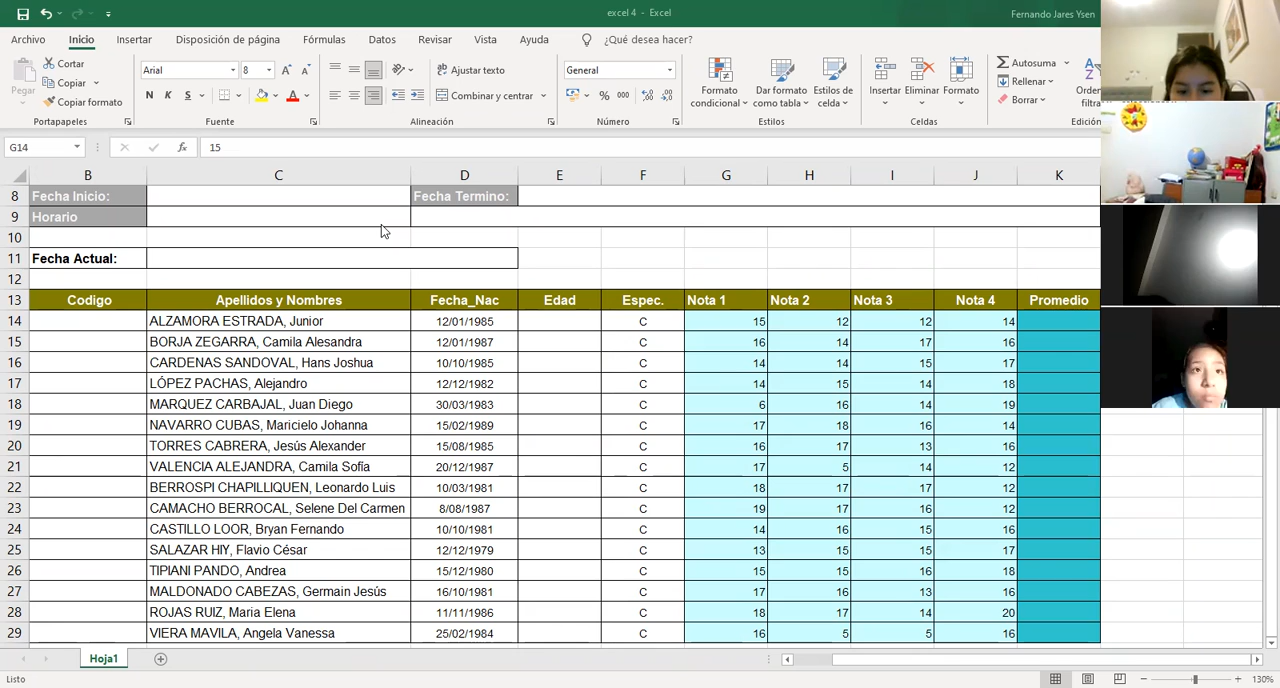 excel 4 - Excel
Fernando Jares Ysen
Archivo Inicio Insertar Disposición de página Fórmulas Datos Revisar Vista Ayuda ¿Qué desea hacer?
Pegar
Cortar
Copiar
Copiar formato
Portapapeles
Arial 8
N K S
Fuente
Ajustar texto
Combinar y centrar
Alineación
General
% 000
Número
Formato condicional
Dar formato como tabla
Estilos de celda
Estilos
Insertar Eliminar Formato
Celdas
Autosuma
Rellenar
Borrar
Edición
G14 fx 15
B C D E F G H I J K
8 Fecha Inicio: Fecha Termino:
9 Horario
10
11 Fecha Actual:
12
13 Codigo Apellidos y Nombres Fecha_Nac Edad Espec. Nota 1 Nota 2 Nota 3 Nota 4 Promedio
14 ALZAMORA ESTRADA, Junior 12/01/1985 C 15 12 12 14
15 BORJA ZEGARRA, Camila Alesandra 12/01/1987 C 16 14 17 16
16 CARDENAS SANDOVAL, Hans Joshua 10/10/1985 C 14 14 15 17
17 LÓPEZ PACHAS, Alejandro 12/12/1982 C 14 15 14 18
18 MARQUEZ CARBAJAL, Juan Diego 30/03/1983 C 6 16 14 19
19 NAVARRO CUBAS, Maricielo Johanna 15/02/1989 C 17 18 16 14
20 TORRES CABRERA, Jesús Alexander 15/08/1985 C 16 17 13 16
21 VALENCIA ALEJANDRA, Camila Sofía 20/12/1987 C 17 5 14 12
22 BERROSPI CHAPILLIQUEN, Leonardo Luis 10/03/1981 C 18 17 17 12
23 CAMACHO BERROCAL, Selene Del Carmen 8/08/1987 C 19 17 16 12
24 CASTILLO LOOR, Bryan Fernando 10/10/1981 C 14 16 15 16
25 SALAZAR HIY, Flavio César 12/12/1979 C 13 15 15 17
26 TIPIANI PANDO, Andrea 15/12/1980 C 15 16 15 18
27 MALDONADO CABEZAS, Germain Jesús 16/10/1981 C 17 16 13 16
28 ROJAS RUIZ, Maria Elena 11/11/1986 C 18 17 14 20
29 VIERA MAVILA, Angela Vanessa 25/02/1984 C 16 5 5 16
Hoja1
Listo
130%